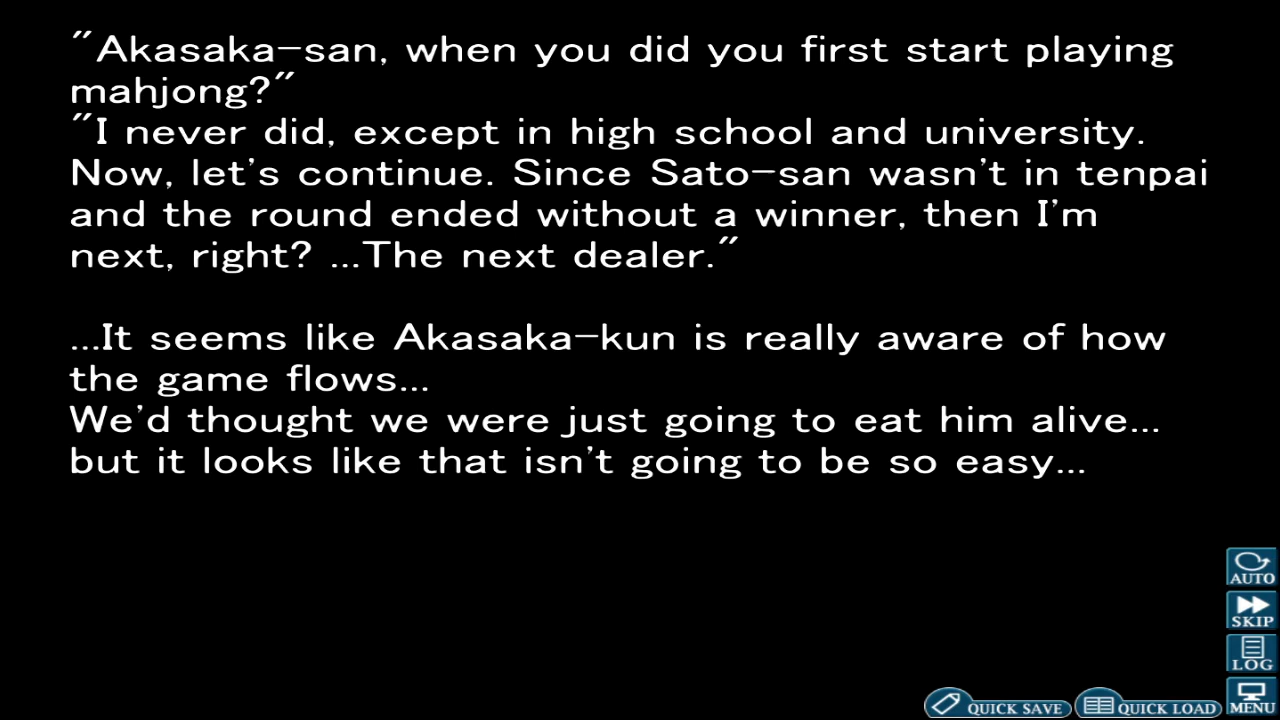 "Akasaka-san, when you did you first start playing
mahjong?"
"I never did, except in high school and university.
Now, let's continue. Since Sato-san wasn't in tenpai
and the round ended without a winner, then I'm
next, right? ...The next dealer."
...It seems like Akasaka-kun is really aware of how
the game flows...
We'd thought we were just going to eat him alive...
but it looks like that isn't going to be so easy...
AUTO
SKIP
LOG
MENU
QUICK SAVE
QUICK LOAD